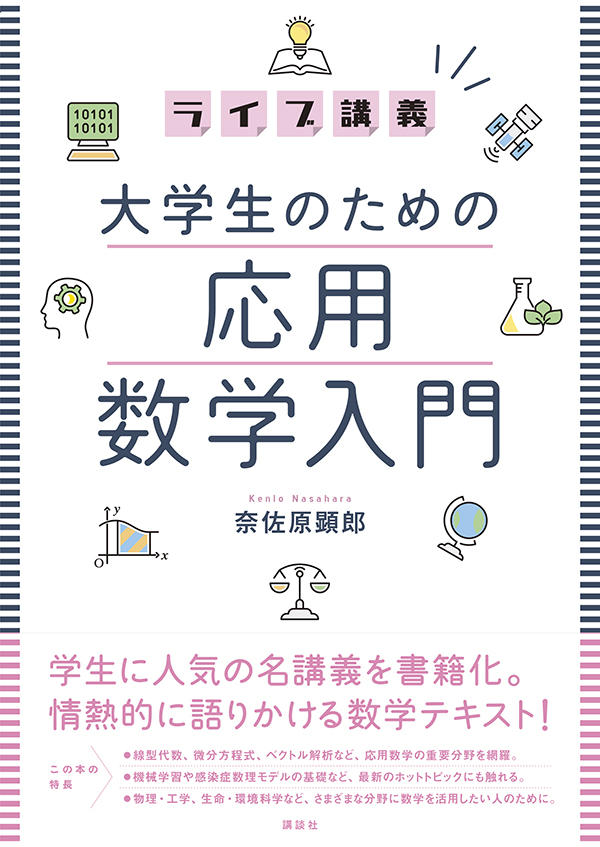 10101
10101
ライブ講義
大学生のための
応用
数学入門
Kenlo Nasahara
奈佐原顕郎
y
O
x
学生に人気の名講義を書籍化。
情熱的に語りかける数学テキスト！
この本の
特長
●線型代数、微分方程式、ベクトル解析など、応用数学の重要分野を網羅。
●機械学習や感染症数理モデルの基礎など、最新のホットトピックにも触れる。
●物理・工学、生命・環境科学など、さまざまな分野に数学を活用したい人のために。
講談社